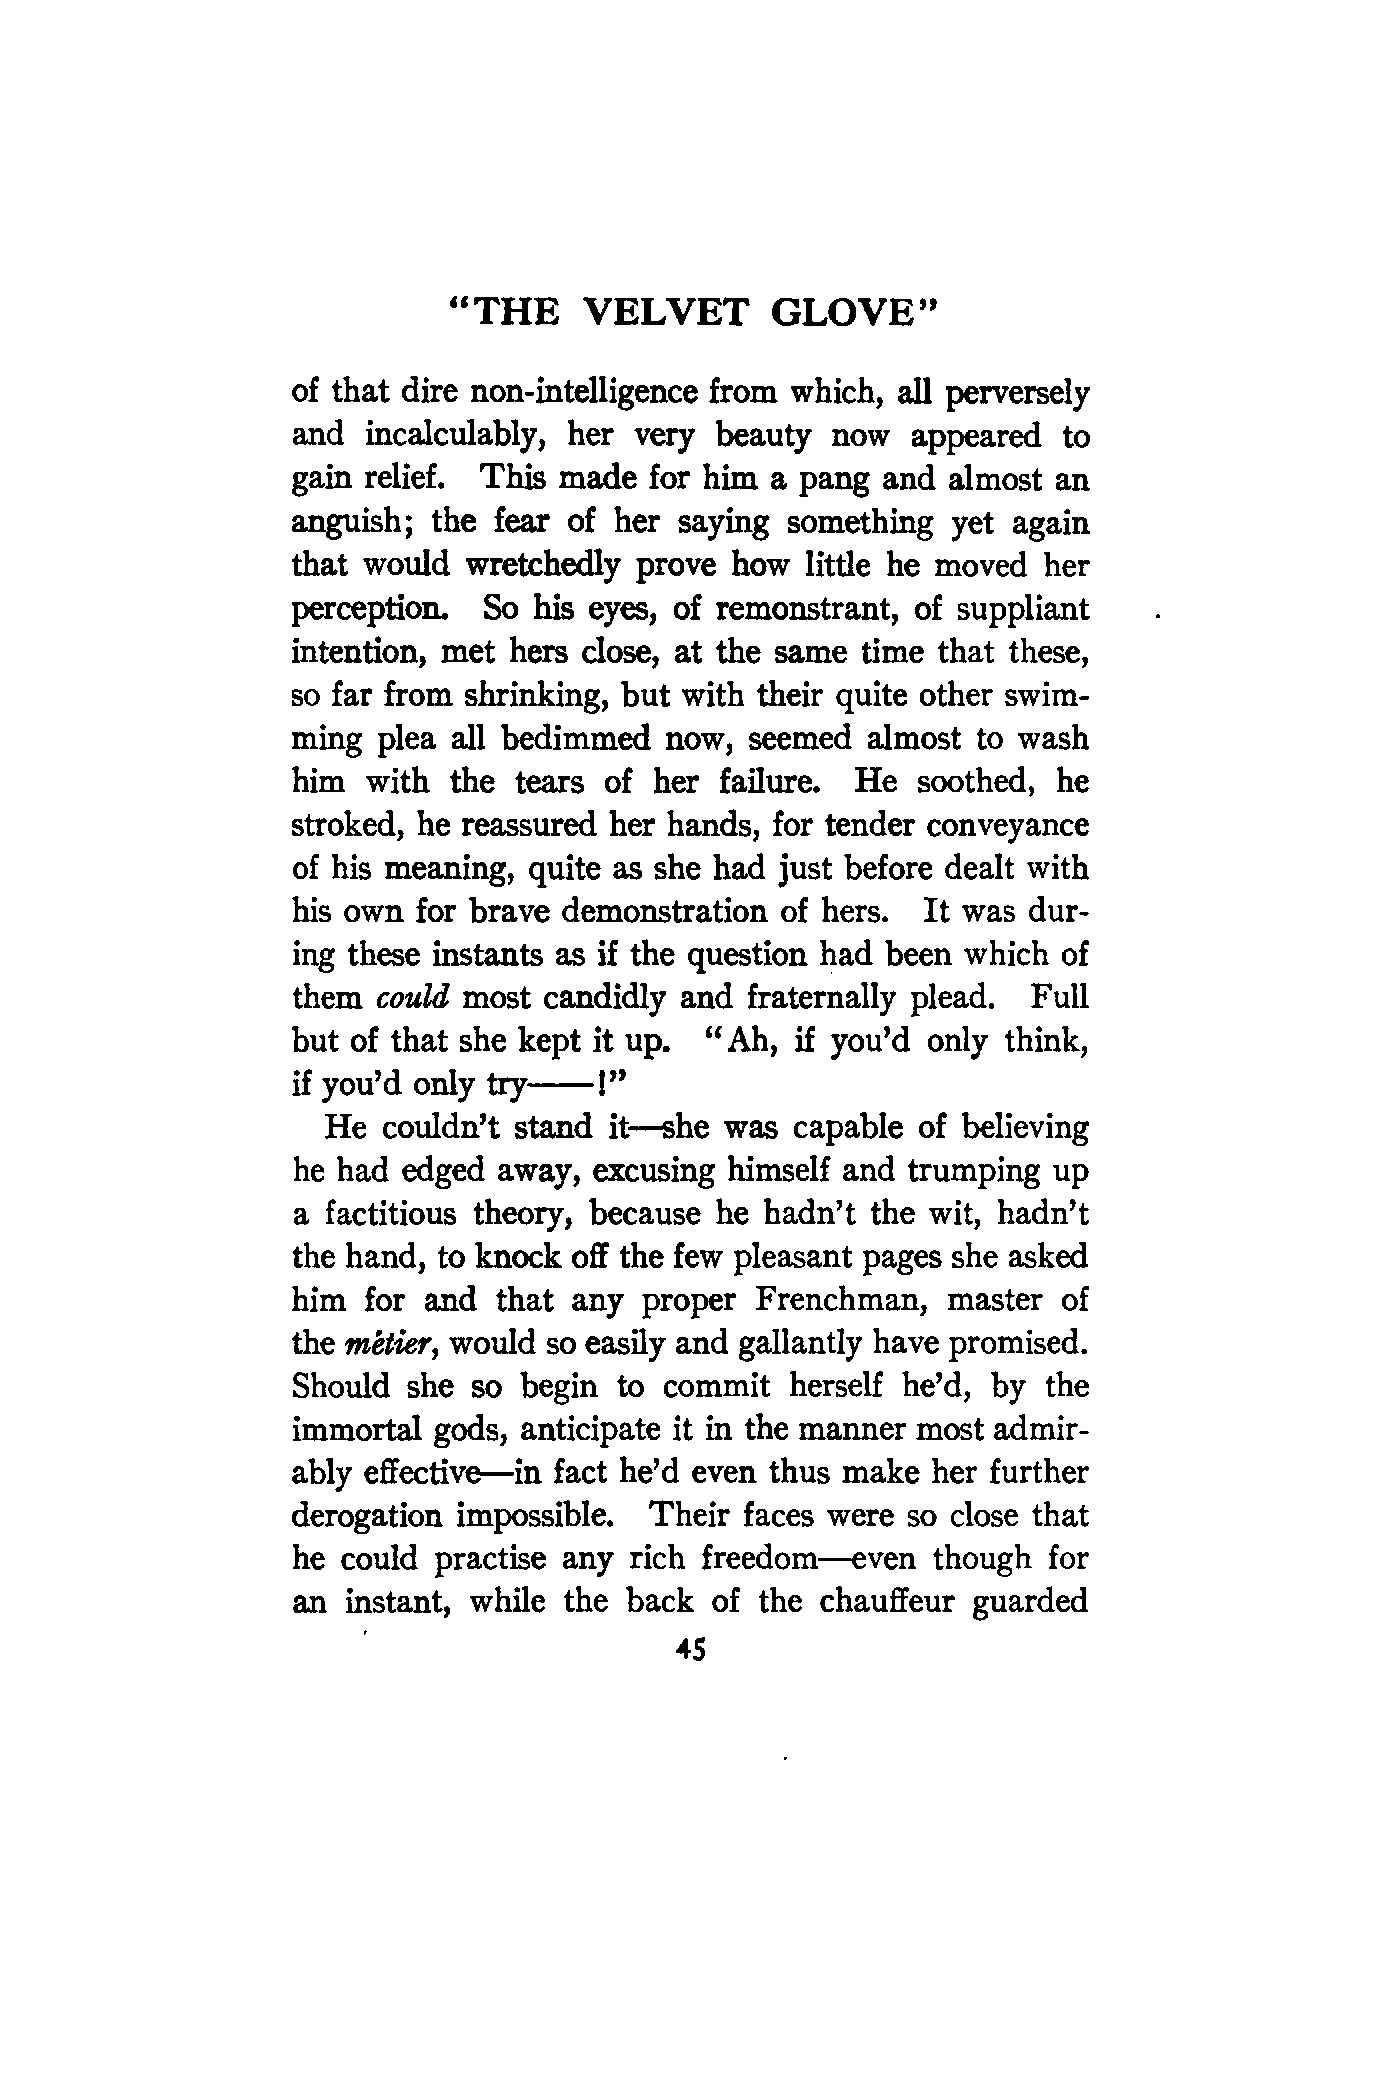 “THE VELVET GLOVE”
of that dire non-intelligence from which, all perversely
and incalculably, her very beauty now appeared to
gain relief. This made for him a pang and almost an
anguish; the fear of her saying something yet again
that would wretchedly prove how little he moved her
perception. So his eyes, of remonstrant, of suppliant
intention, met hers close, at the same time that these,
so far from shrinking, but with their quite other swim-
ming plea all bedimmed now, seemed almost to wash
him with the tears of her failure. He soothed, he
stroked, he reassured her hands, for tender conveyance
of his meaning, quite as she had just before dealt with
his own for brave demonstration of hers. It was dur-
ing these instants as if the question had been which of
them could most candidly and fraternally plead. Full
but of that she kept it up. “Ah, if you’d only think,
if you’d only try——!”
He couldn’t stand it—she was capable of believing
he had edged away, excusing himself and trumping up
a factitious theory, because he hadn’t the wit, hadn’t
the hand, to knock off the few pleasant pages she asked
him for and that any proper Frenchman, master of
the mètier, would so easily and gallantly have promised.
Should she so begin to commit herself he’d, by the
immortal gods, anticipate it in the manner most admir-
ably effective—in fact he’d even thus make her further
derogation impossible. Their faces were so close that
he could practise any rich freedom—even though for
an instant, while the back of the chauffeur guarded
45